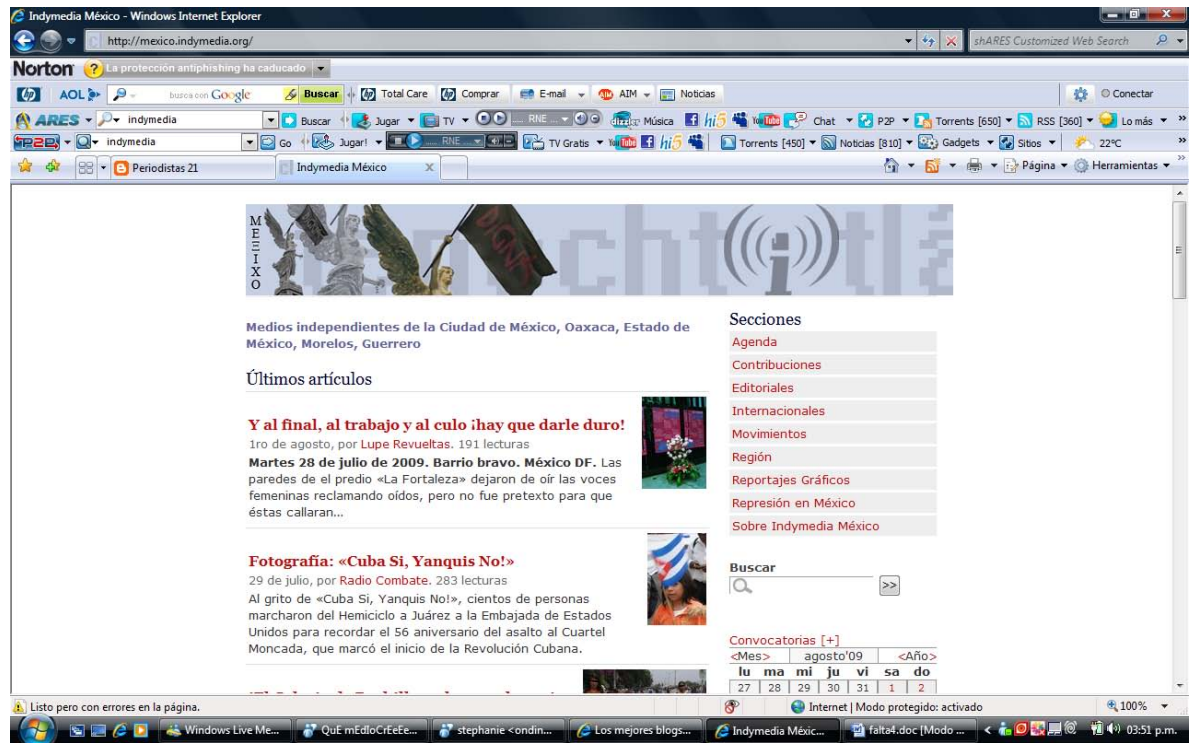 Indymedia México - Windows Internet Explorer
http://mexico.indymedia.org/
shARES Customized Web Search
Norton La protección antiphishing ha caducado
AOL busca con Google Buscar Total Care Comprar E-mail AIM Noticias Conectar
ARES indymedia Buscar Jugar TV ... RNE ... Música hi5 YouTube Chat P2P Torrents [650] RSS [360] Lo más »
indymedia Go Jugar! ... RNE TV Gratis YouTube hi5 Torrents [450] Noticias [810] Gadgets Sitios 22ºC »
Periodistas 21 Indymedia México X Página Herramientas »
MEΞIXO
DIGNA
Medios independientes de la Ciudad de México, Oaxaca, Estado de
México, Morelos, Guerrero
Últimos artículos
Y al final, al trabajo y al culo ¡hay que darle duro!
1ro de agosto, por Lupe Revueltas. 191 lecturas
Martes 28 de julio de 2009. Barrio bravo. México DF. Las
paredes de el predio «La Fortaleza» dejaron de oír las voces
femeninas reclamando oídos, pero no fue pretexto para que
éstas callaran...
Fotografía: «Cuba Si, Yanquis No!»
29 de julio, por Radio Combate. 283 lecturas
Al grito de «Cuba Si, Yanquis No!», cientos de personas
marcharon del Hemiciclo a Juárez a la Embajada de Estados
Unidos para recordar el 56 aniversario del asalto al Cuartel
Moncada, que marcó el inicio de la Revolución Cubana.
Secciones
Agenda
Contribuciones
Editoriales
Internacionales
Movimientos
Región
Reportajes Gráficos
Represión en México
Sobre Indymedia México
Buscar
>>
Convocatorias [+]
<Mes> agosto'09 <Año>
lu ma mi ju vi sa do
27 28 29 30 31 1 2
Listo pero con errores en la página. Internet | Modo protegido: activado 100%
Windows Live Me... QuE mEdIoCrEeEe... stephanie <ondin... Los mejores blogs... Indymedia Méxic... falta4.doc [Modo ... 03:51 p.m.